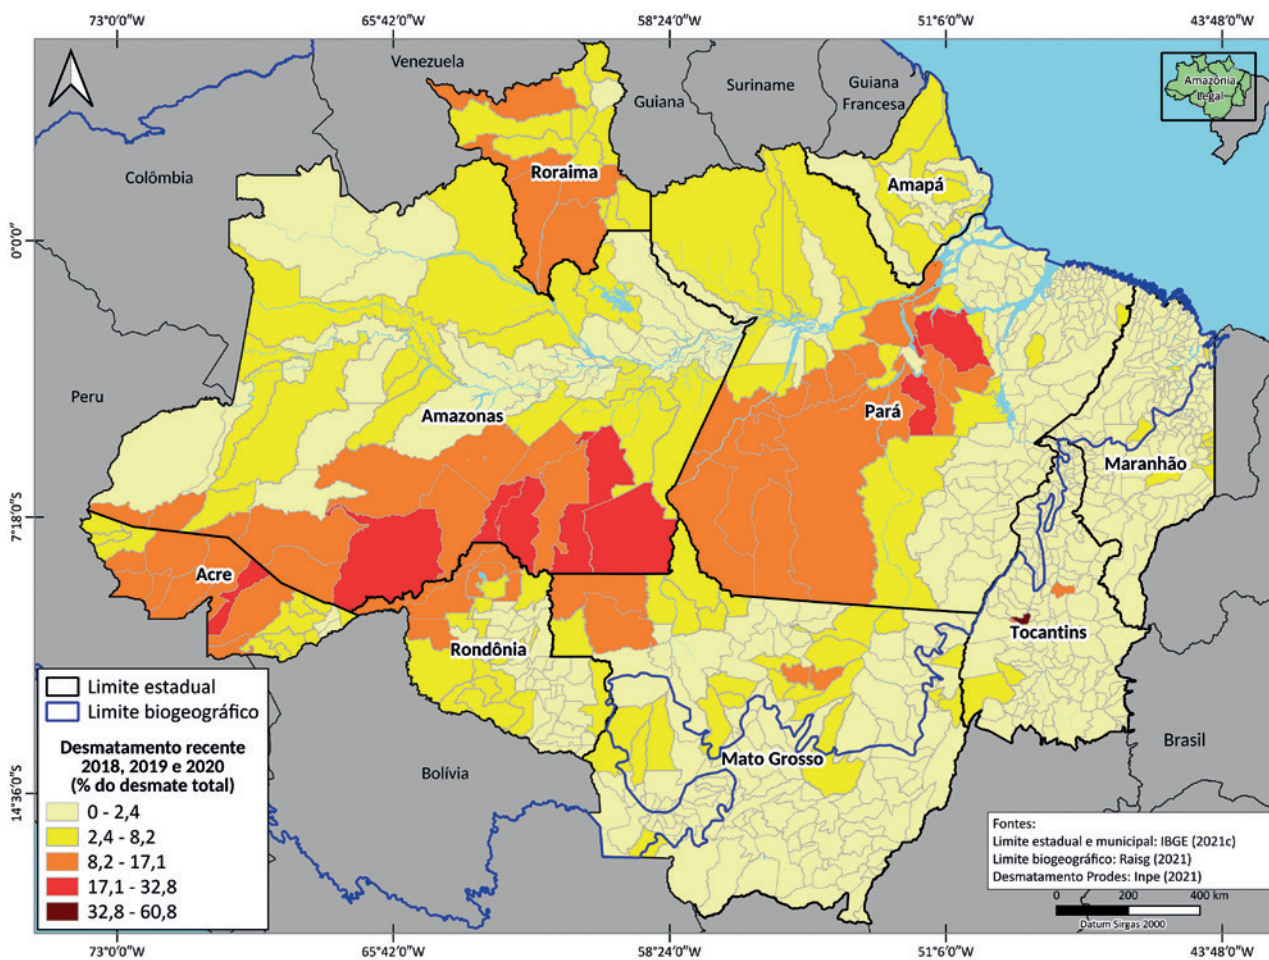 73°0'0"W
65°42'0"W
58°24'0"W
51°6'0"W
43°48'0"W
Venezuela
Guiana
Suriname
Guiana
Francesa
Amazônia
Legal
Colômbia
Roraima
Amapá
0°0'0"
Peru
Amazonas
Pará
Maranhão
7°18'0"S
Acre
Rondônia
Tocantins
Mato Grosso
Brasil
Bolívia
14°36'0"S
Limite estadual
Limite biogeográfico
Desmatamento recente
2018, 2019 e 2020
(% do desmate total)
0 - 2,4
2,4 - 8,2
8,2 - 17,1
17,1 - 32,8
32,8 - 60,8
Fontes:
Limite estadual e municipal: IBGE (2021c)
Limite biogeográfico: Raisg (2021)
Desmatamento Prodes: Inpe (2021)
0 200 400 km
Datum Sirgas 2000
73°0'0"W
65°42'0"W
58°24'0"W
51°6'0"W
43°48'0"W